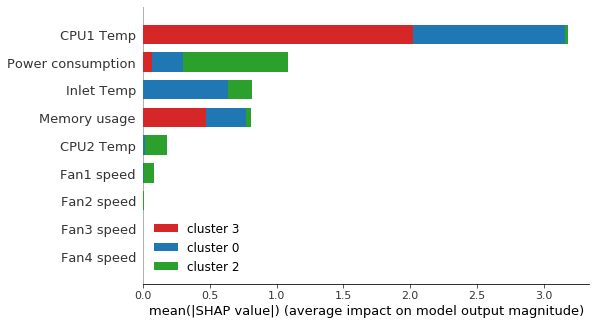 CPU1 Temp
Power consumption
Inlet Temp
Memory usage
CPU2 Temp
Fan1 speed
Fan2 speed
Fan3 speed
Fan4 speed
cluster 3
cluster 0
cluster 2
0.0 0.5 1.0 1.5 2.0 2.5 3.0
mean(|SHAP value|) (average impact on model output magnitude)